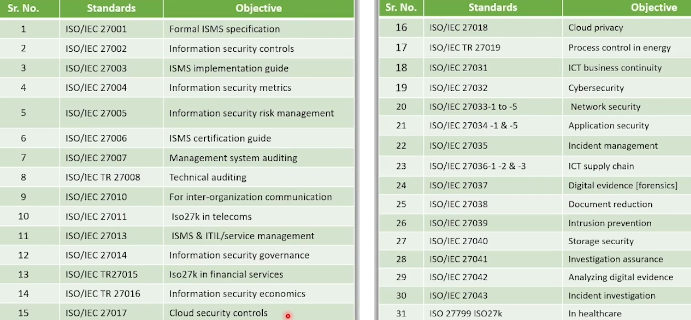 Sr. No. Standards Objective
1 ISO/IEC 27001 Formal ISMS specification
2 ISO/IEC 27002 Information security controls
3 ISO/IEC 27003 ISMS implementation guide
4 ISO/IEC 27004 Information security metrics
5 ISO/IEC 27005 Information security risk management
6 ISO/IEC 27006 ISMS certification guide
7 ISO/IEC 27007 Management system auditing
8 ISO/IEC TR 27008 Technical auditing
9 ISO/IEC 27010 For inter-organization communication
10 ISO/IEC 27011 Iso27k in telecoms
11 ISO/IEC 27013 ISMS & ITIL/service management
12 ISO/IEC 27014 Information security governance
13 ISO/IEC TR27015 Iso27k in financial services
14 ISO/IEC TR 27016 Information security economics
15 ISO/IEC 27017 Cloud security controls
Sr. No. Standards Objective
16 ISO/IEC 27018 Cloud privacy
17 ISO/IEC TR 27019 Process control in energy
18 ISO/IEC 27031 ICT business continuity
19 ISO/IEC 27032 Cybersecurity
20 ISO/IEC 27033-1 to -5 Network security
21 ISO/IEC 27034 -1 & -5 Application security
22 ISO/IEC 27035 Incident management
23 ISO/IEC 27036-1 -2 & -3 ICT supply chain
24 ISO/IEC 27037 Digital evidence [forensics]
25 ISO/IEC 27038 Document reduction
26 ISO/IEC 27039 Intrusion prevention
27 ISO/IEC 27040 Storage security
28 ISO/IEC 27041 Investigation assurance
29 ISO/IEC 27042 Analyzing digital evidence
30 ISO/IEC 27043 Incident investigation
31 ISO 27799 ISO27k In healthcare